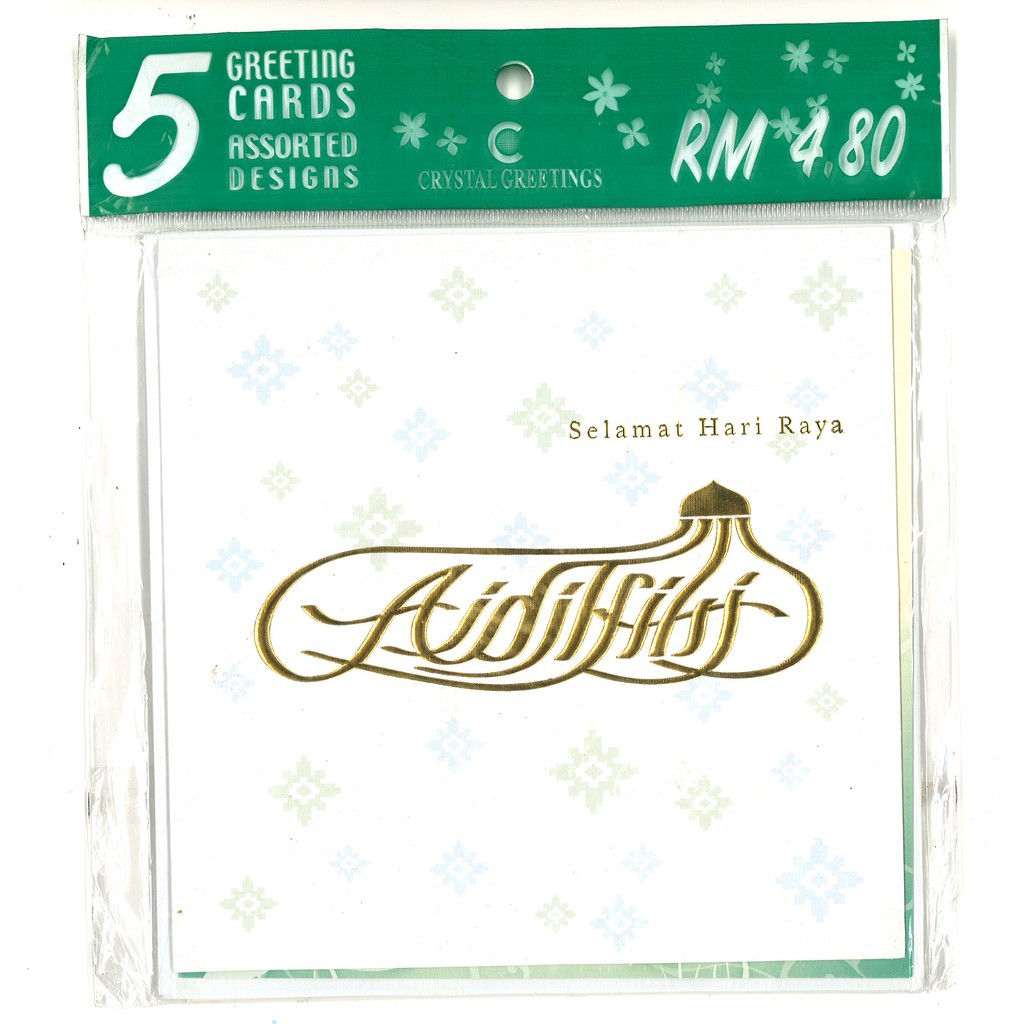 5
GREETING
CARDS
ASSORTED
DESIGNS
C
CRYSTAL GREETINGS
RM 4.80
Selamat Hari Raya
Aidilfitri